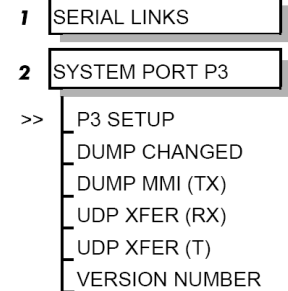 1 SERIAL LINKS
2 SYSTEM PORT P3
>> P3 SETUP
DUMP CHANGED
DUMP MMI (TX)
UDP XFER (RX)
UDP XFER (T)
VERSION NUMBER